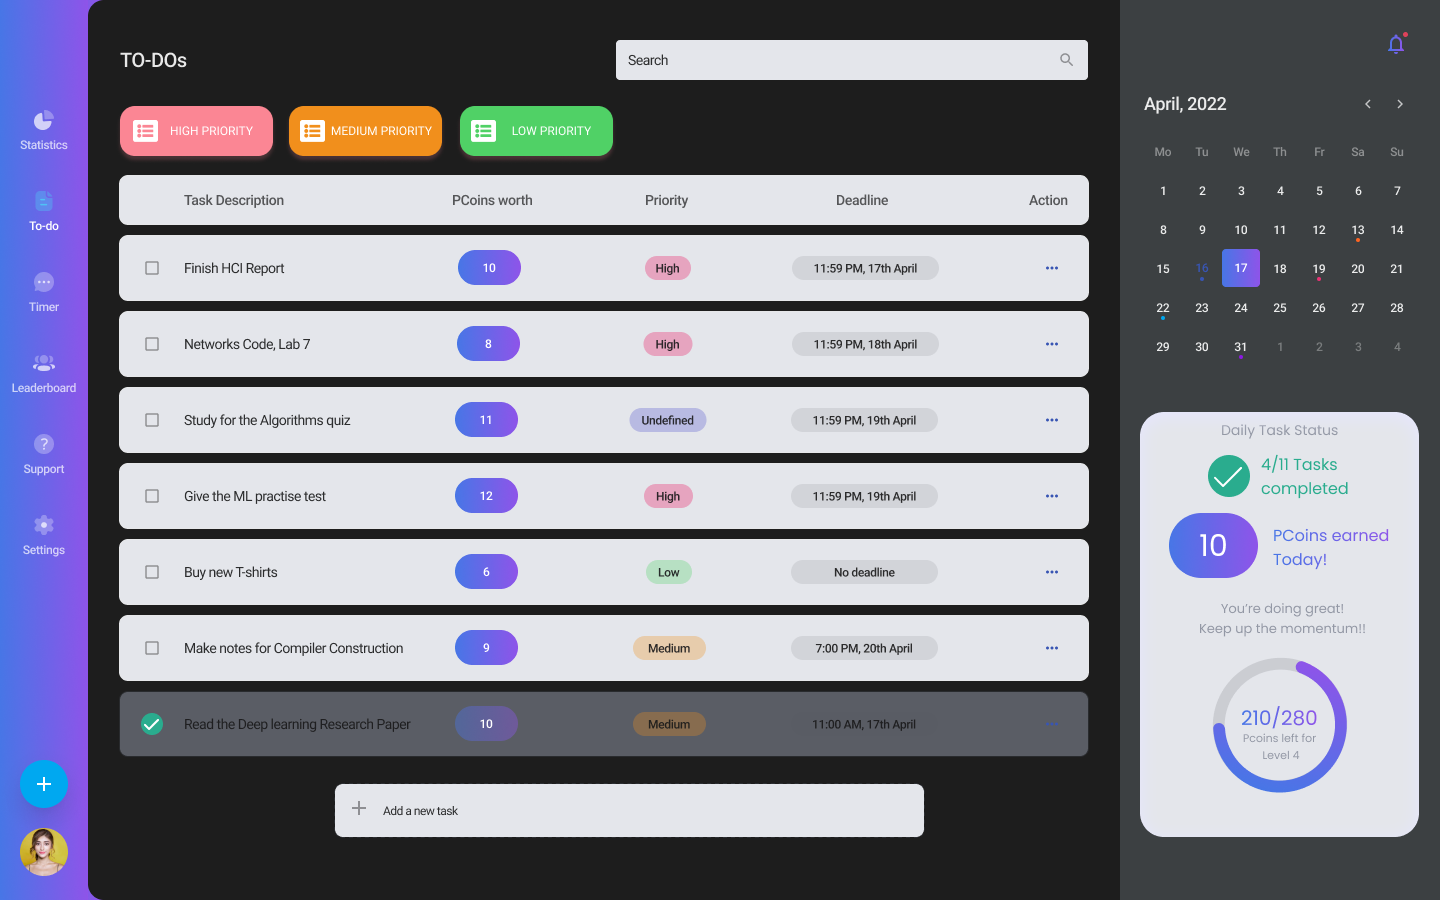 Statistics
To-do
Timer
Leaderboard
Support
Settings
TO-DOs
Search
HIGH PRIORITY
MEDIUM PRIORITY
LOW PRIORITY
Task Description PCoins worth Priority Deadline Action
Finish HCI Report 10 High 11:59 PM, 17th April
Networks Code, Lab 7 8 High 11:59 PM, 18th April
Study for the Algorithms quiz 11 Undefined 11:59 PM, 19th April
Give the ML practise test 12 High 11:59 PM, 19th April
Buy new T-shirts 6 Low No deadline
Make notes for Compiler Construction 9 Medium 7:00 PM, 20th April
Read the Deep learning Research Paper 10 Medium 11:00 AM, 17th April
Add a new task
April, 2022
Mo Tu We Th Fr Sa Su
1 2 3 4 5 6 7
8 9 10 11 12 13 14
15 16 17 18 19 20 21
22 23 24 25 26 27 28
29 30 31 1 2 3 4
Daily Task Status
4/11 Tasks
completed
10
PCoins earned
Today!
You're doing great!
Keep up the momentum!!
210/280
Pcoins left for
Level 4